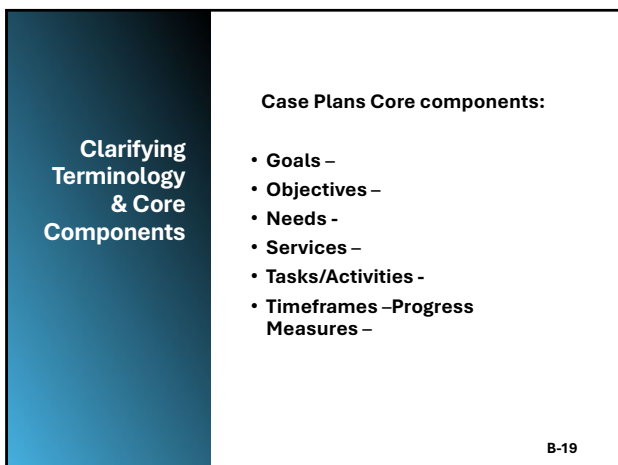 Clarifying
Terminology
& Core
Components
Case Plans Core components:
• Goals –
• Objectives –
• Needs -
• Services –
• Tasks/Activities -
• Timeframes –Progress
Measures –
B-19